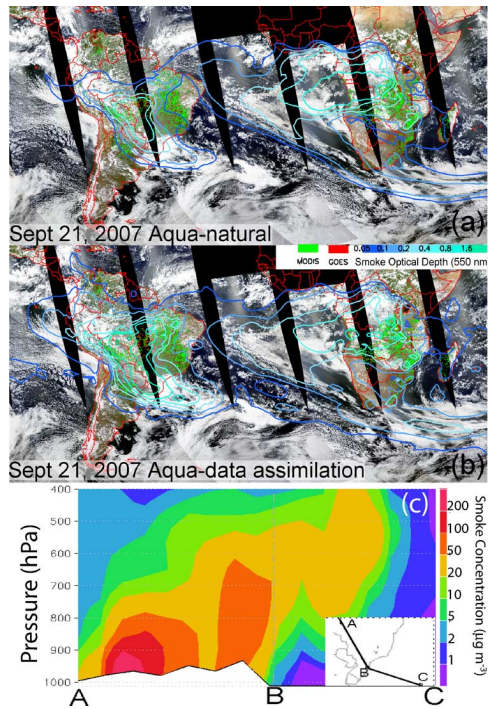 (a)
Sept 21, 2007 Aqua-natural
0.05 0.1 0.2 0.4 0.8 1.6
MODIS GOES Smoke Optical Depth (550 nm
(b)
Sept 21, 2007 Aqua-data assimilation
(c)
400
500
600
700
800
900
1000
Pressure (hPa)
A B C
A
B
C
200
100
50
20
10
5
2
1
Smoke Concentration (μg m⁻³)